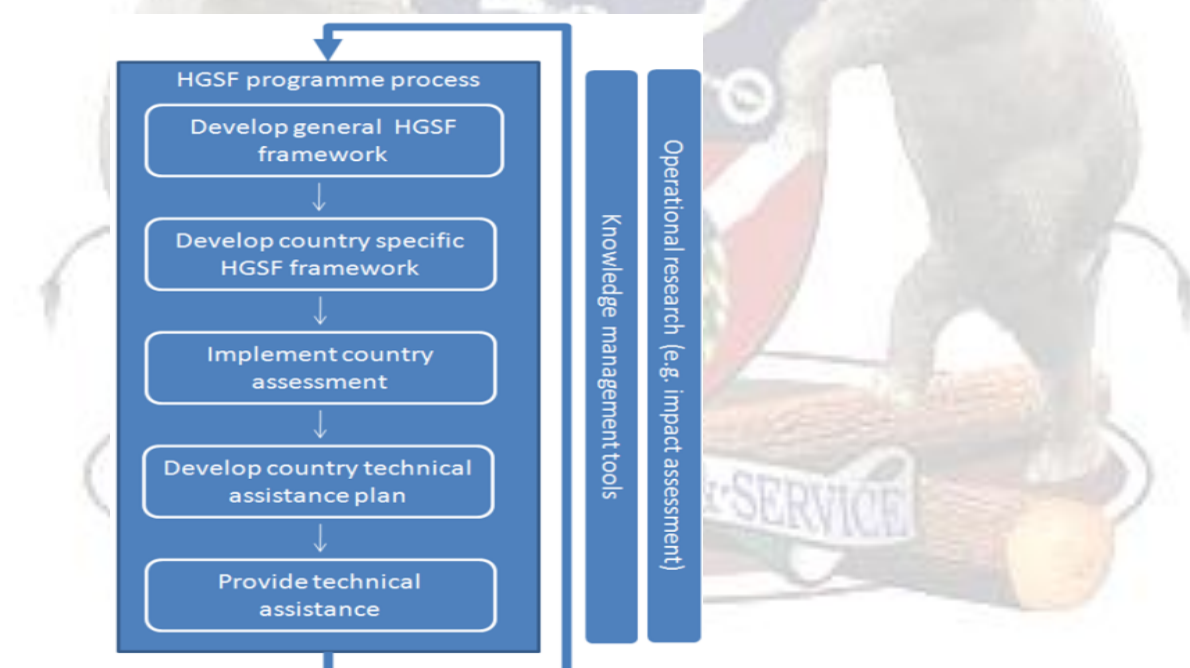 HGSF programme process
Develop general HGSF
framework
Develop country specific
HGSF framework
Implement country
assessment
Develop country technical
assistance plan
Provide technical
assistance
Knowledge management tools
Operational research (e.g. impact assessment)
SERVICE